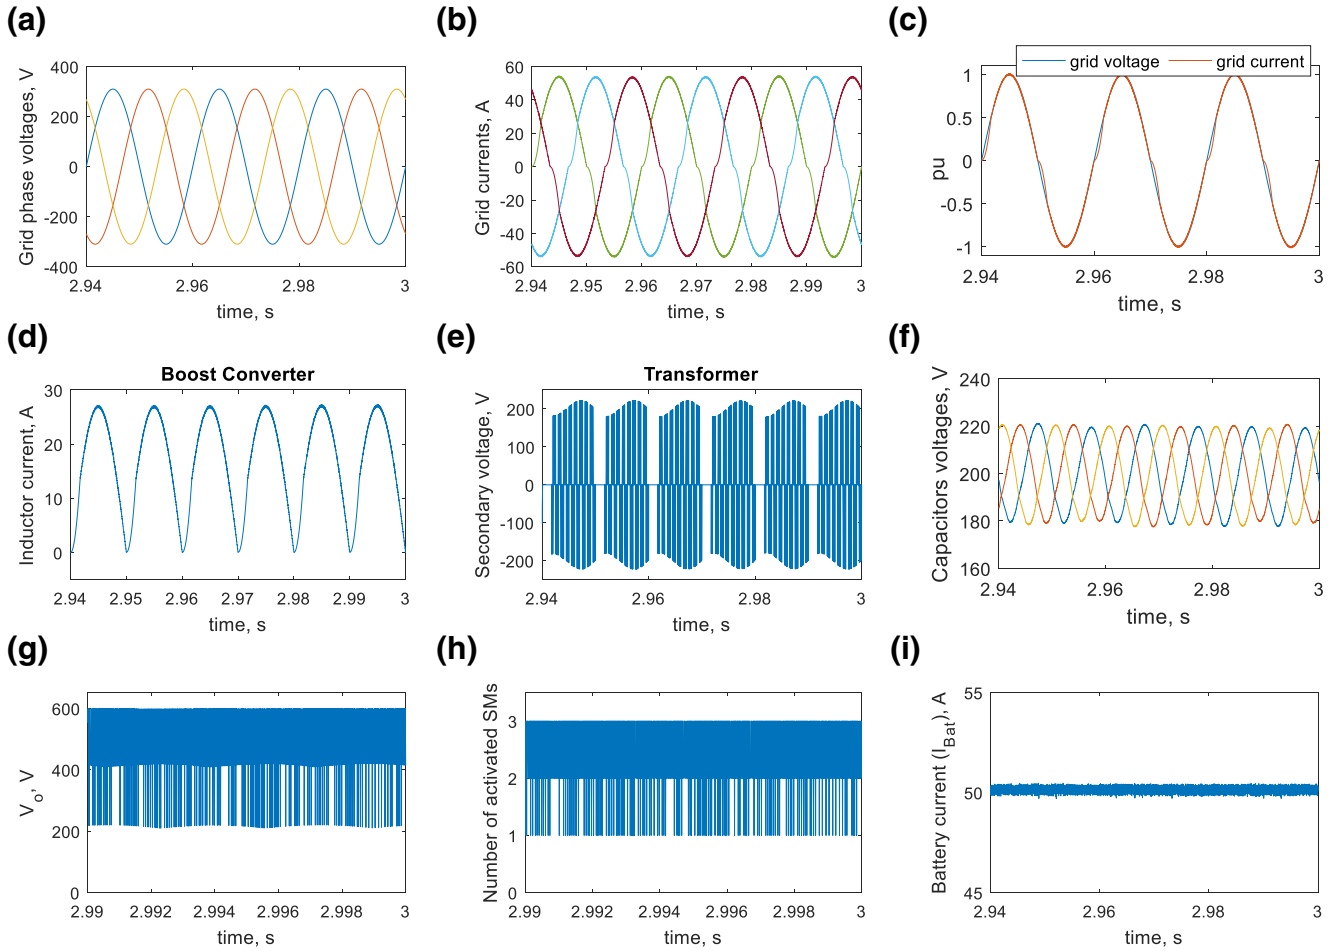 (a)
Grid phase voltages, V
400
200
0
-200
-400
2.94
2.96
2.98
3
time, s
(b)
Grid currents, A
60
40
20
0
-20
-40
-60
2.94
2.95
2.96
2.97
2.98
2.99
3
time, s
(c)
grid voltage
grid current
pu
1
0.5
0
-0.5
-1
2.94
2.96
2.98
3
time, s
(d)
Boost Converter
Inductor current, A
30
20
10
0
2.94
2.95
2.96
2.97
2.98
2.99
3
time, s
(e)
Transformer
Secondary voltage, V
200
100
0
-100
-200
2.94
2.96
2.98
3
time, s
(f)
Capacitors voltages, V
240
220
200
180
160
2.94
2.96
2.98
3
time, s
(g)
V_o, V
600
400
200
0
2.99
2.992
2.994
2.996
2.998
3
time, s
(h)
Number of activated SMs
3
2
1
0
2.99
2.992
2.994
2.996
2.998
3
time, s
(i)
Battery current (I_Bat), A
55
50
45
2.94
2.96
2.98
3
time, s